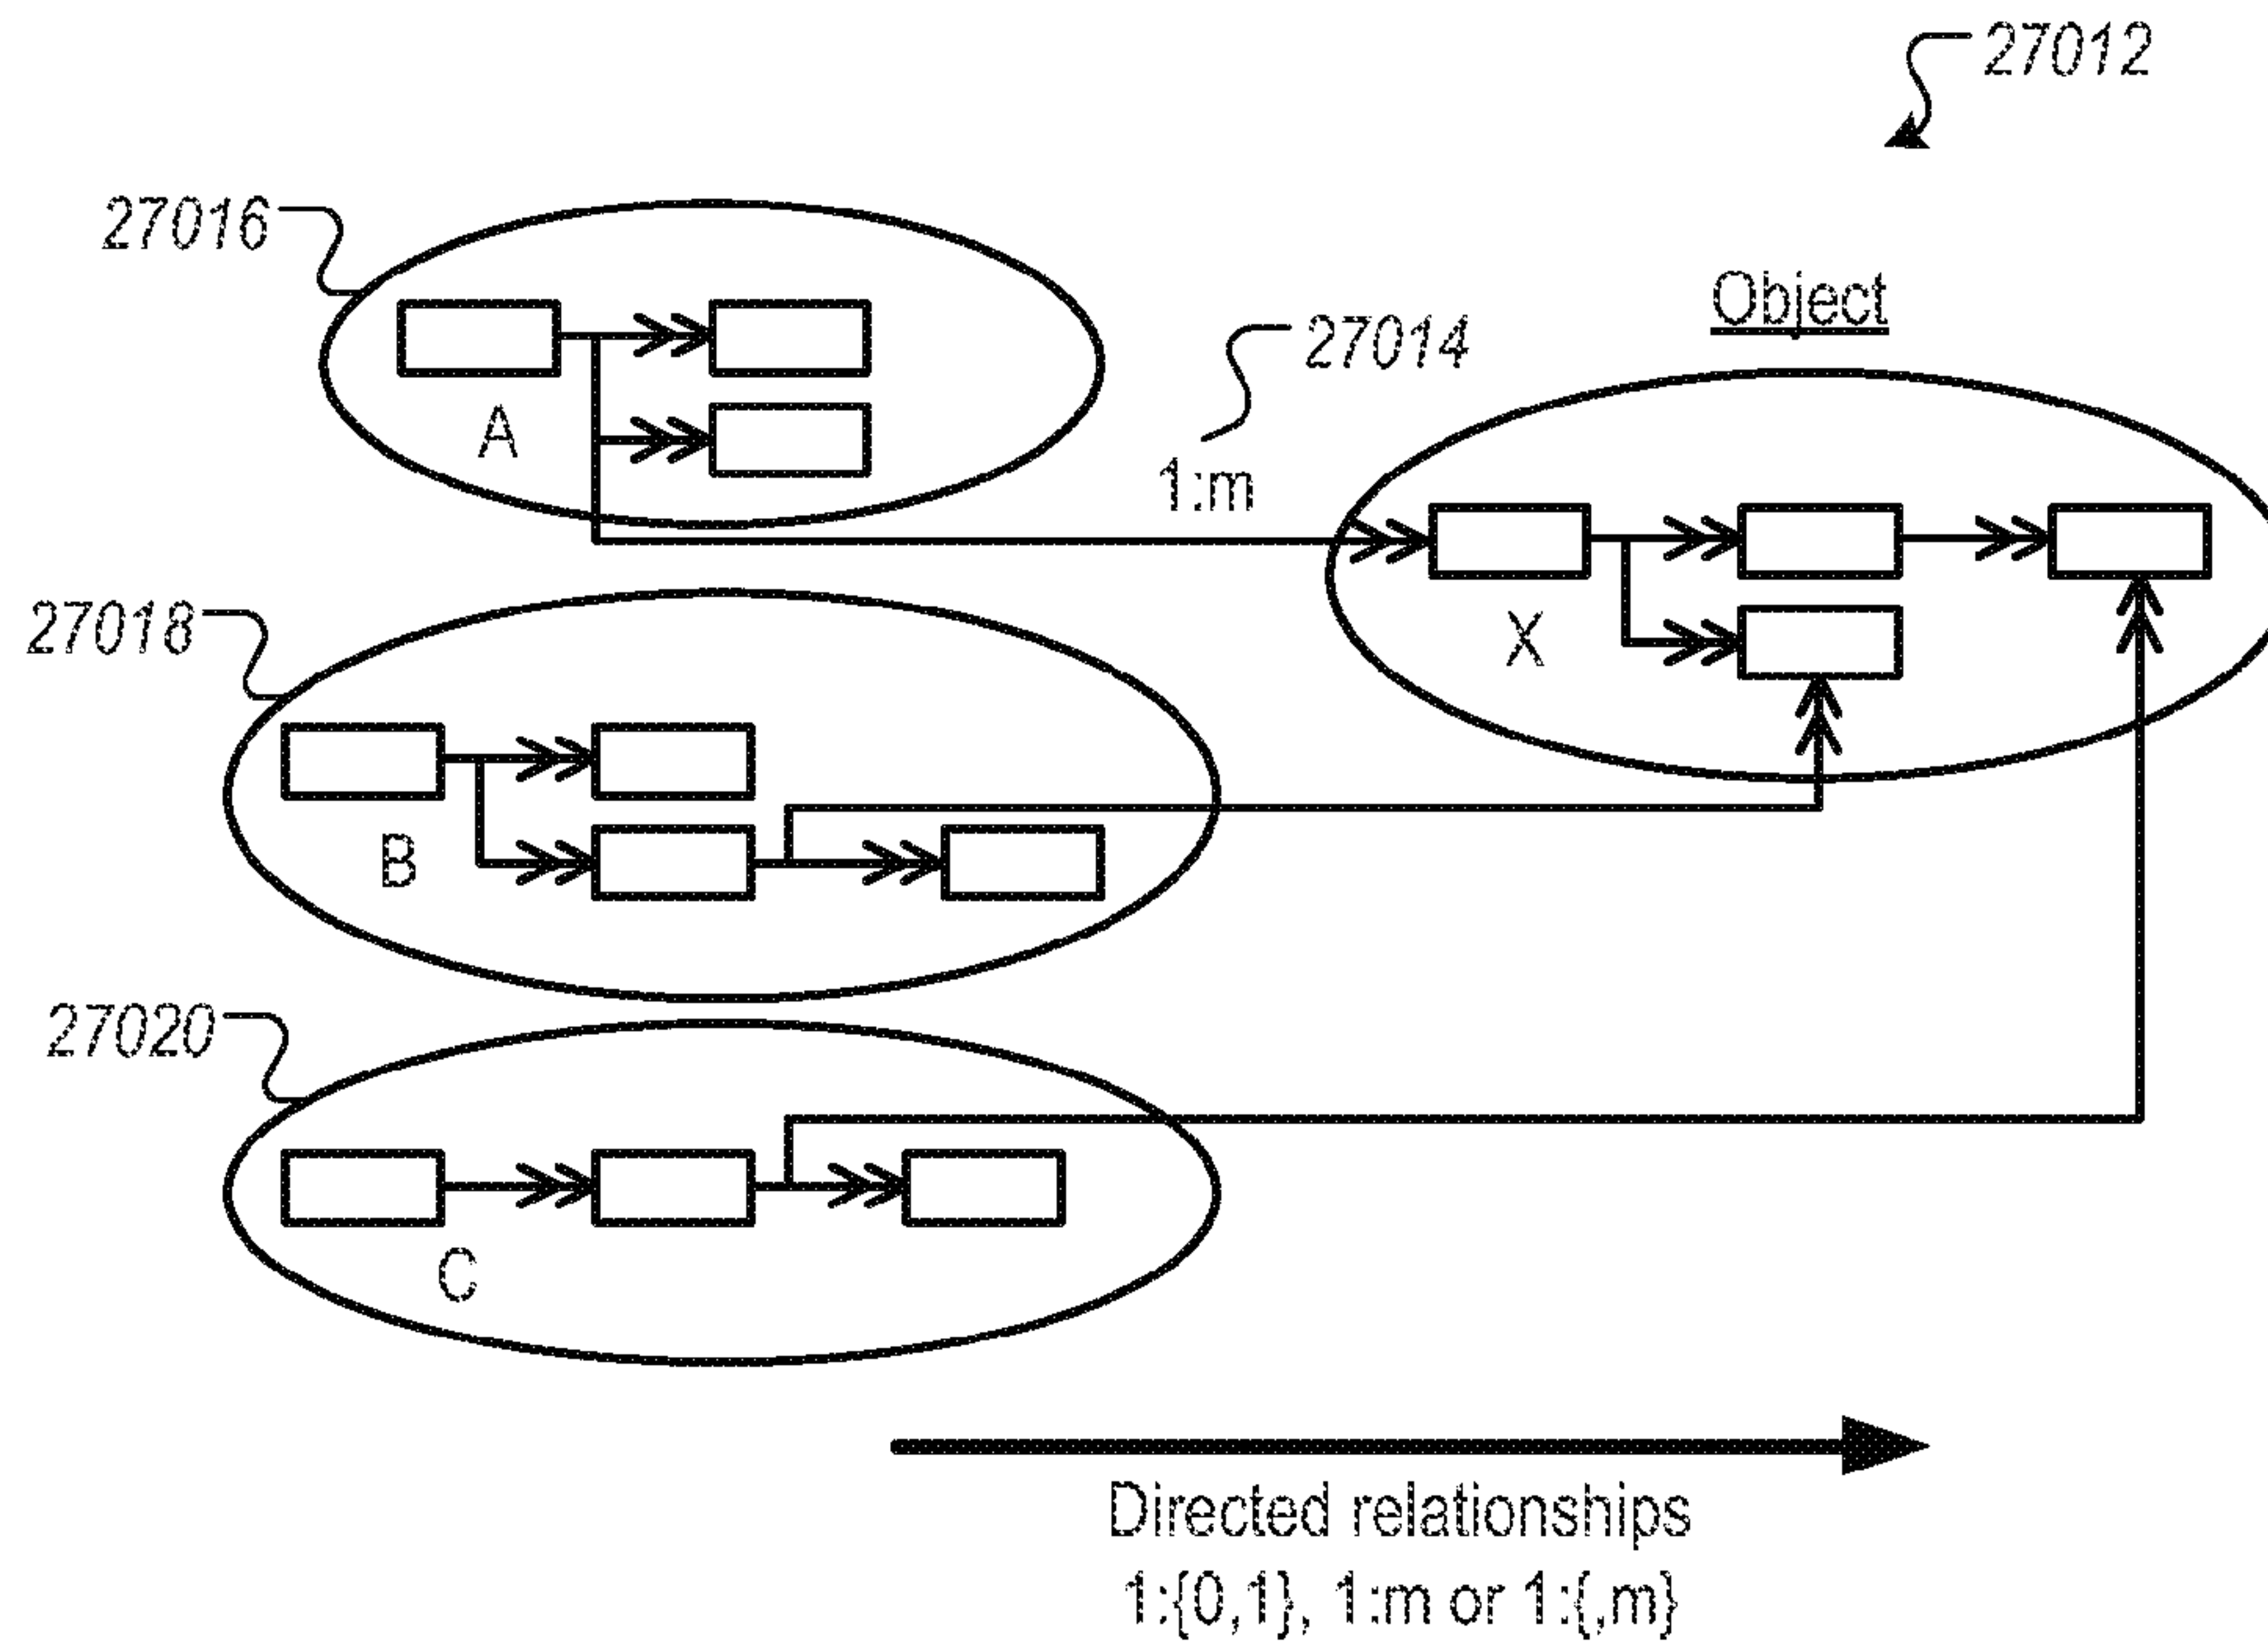 27012
27016
Object
27014
A
1:m
27018
X
B
27020
C
Directed relationships
1:{0,1}, 1:m or 1:{,m}